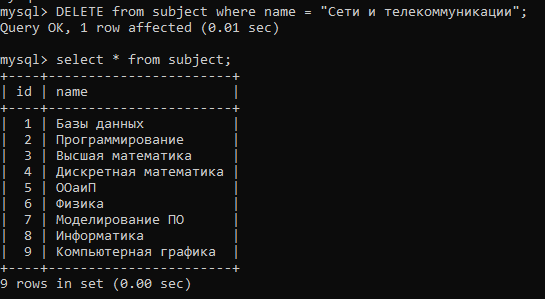 mysql> DELETE from subject where name = "Сети и телекоммуникации";
Query OK, 1 row affected (0.01 sec)
mysql> select * from subject;
+----+-----------------------+
| id | name                  |
+----+-----------------------+
|  1 | Базы данных           |
|  2 | Программирование      |
|  3 | Высшая математика     |
|  4 | Дискретная математика |
|  5 | ООаиП                 |
|  6 | Физика                |
|  7 | Моделирование ПО      |
|  8 | Информатика           |
|  9 | Компьютерная графика  |
+----+-----------------------+
9 rows in set (0.00 sec)